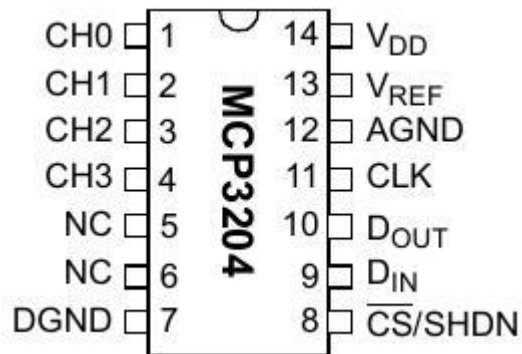 CH0 1 14 VDD
CH1 2 13 VREF
CH2 3 12 AGND
CH3 4 11 CLK
NC 5 10 DOUT
NC 6 9 DIN
DGND 7 8 CS/SHDN
MCP3204